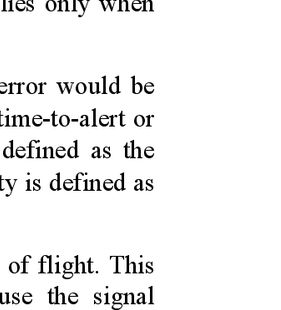 lies only when
error would be
time-to-alert or
defined as the
ty is defined as
of flight. This
use the signal